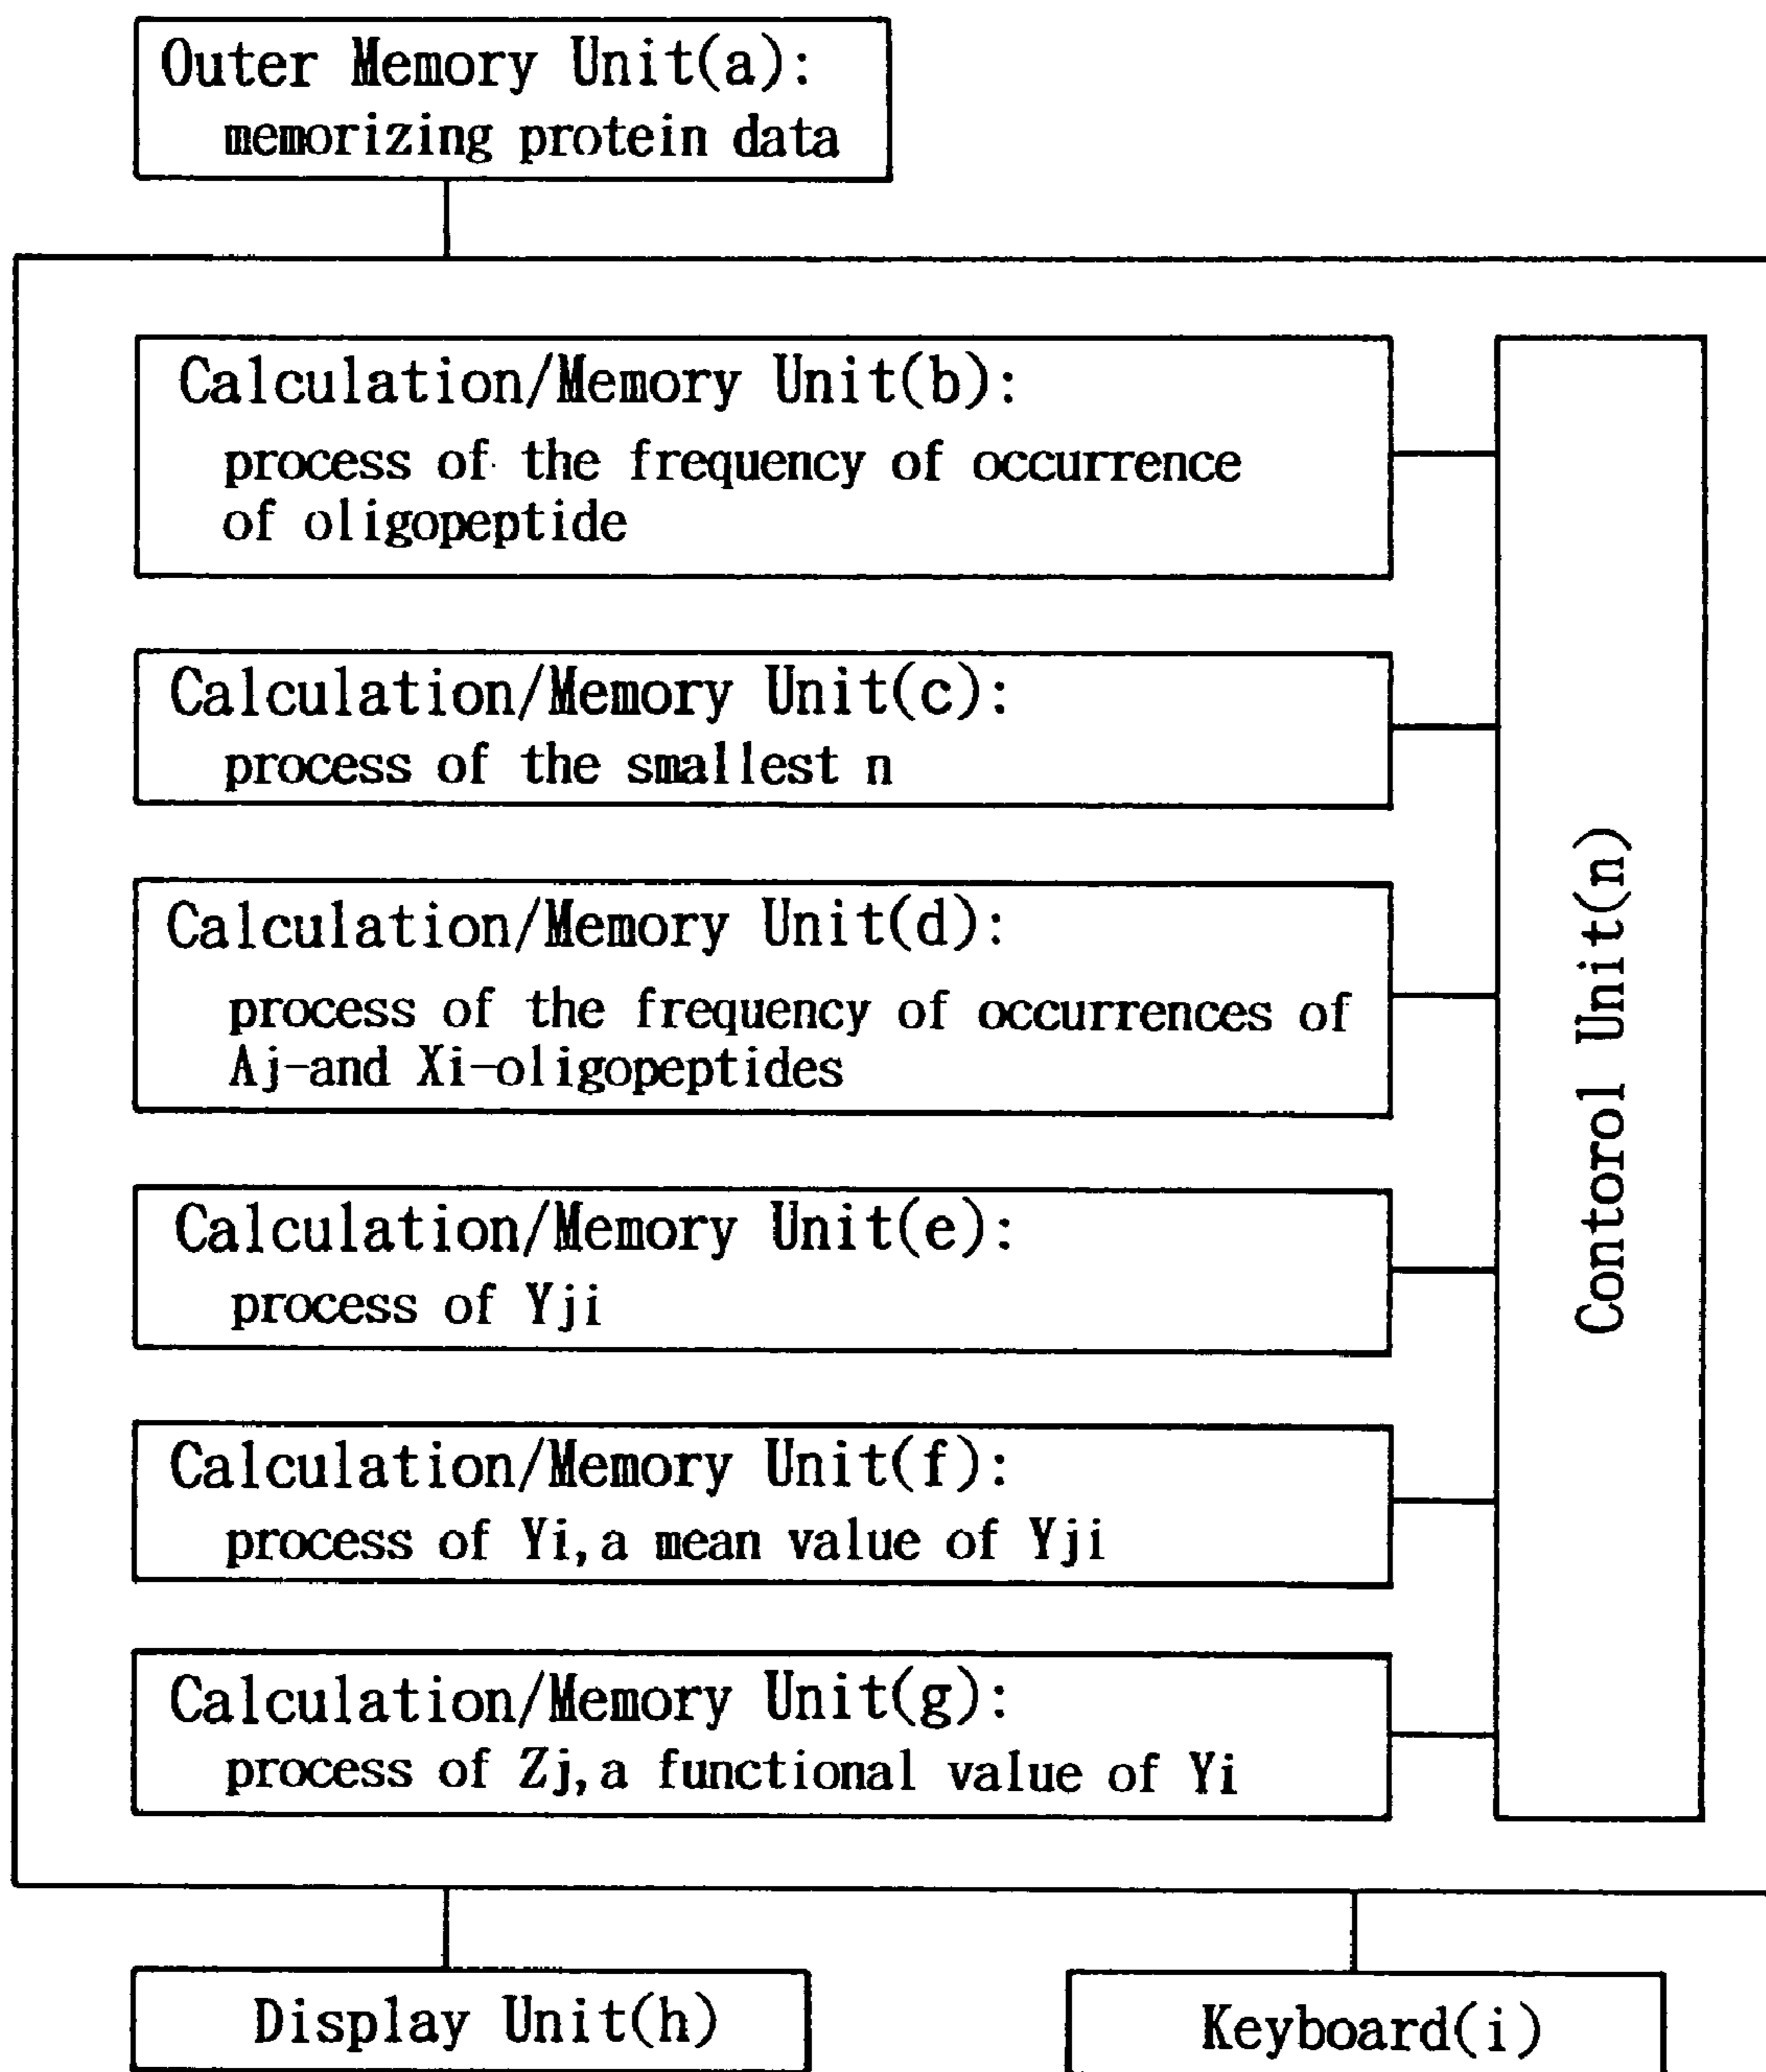 Outer Memory Unit(a):
memorizing protein data
Calculation/Memory Unit(b):
process of the frequency of occurrence
of oligopeptide
Calculation/Memory Unit(c):
process of the smallest n
Calculation/Memory Unit(d):
process of the frequency of occurrences of
Aj-and Xi-oligopeptides
Calculation/Memory Unit(e):
process of Yji
Calculation/Memory Unit(f):
process of Yi,a mean value of Yji
Calculation/Memory Unit(g):
process of Zj,a functional value of Yi
Contorol Unit(n)
Display Unit(h)
Keyboard(i)